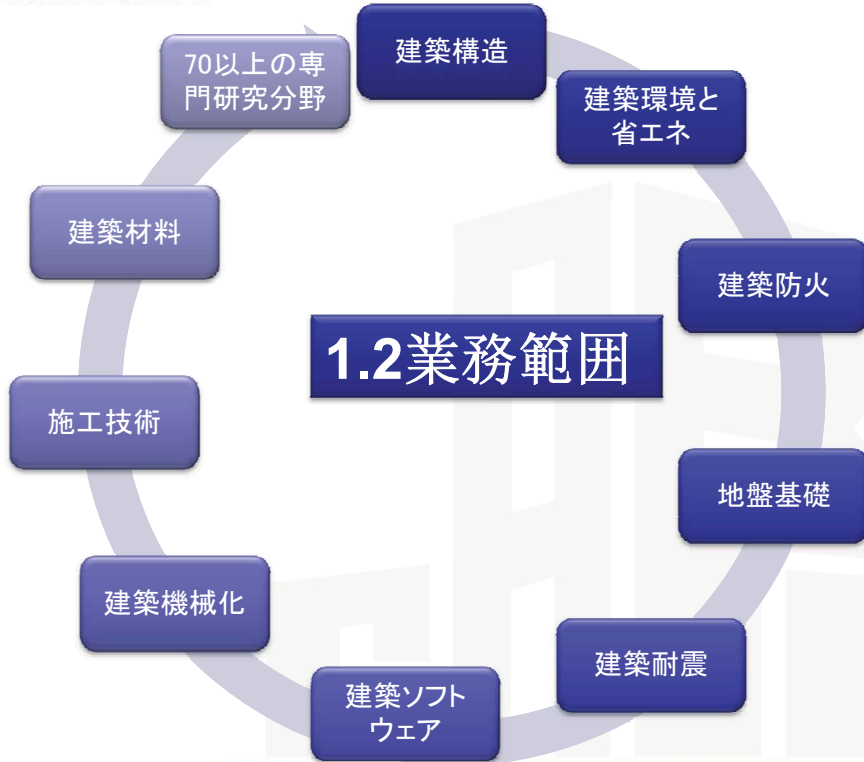 建築構造
建築環境と
省エネ
建築防火
地盤基礎
建築耐震
建築ソフト
ウェア
建築機械化
施工技術
建築材料
70以上の専
門研究分野
1.2業務範囲